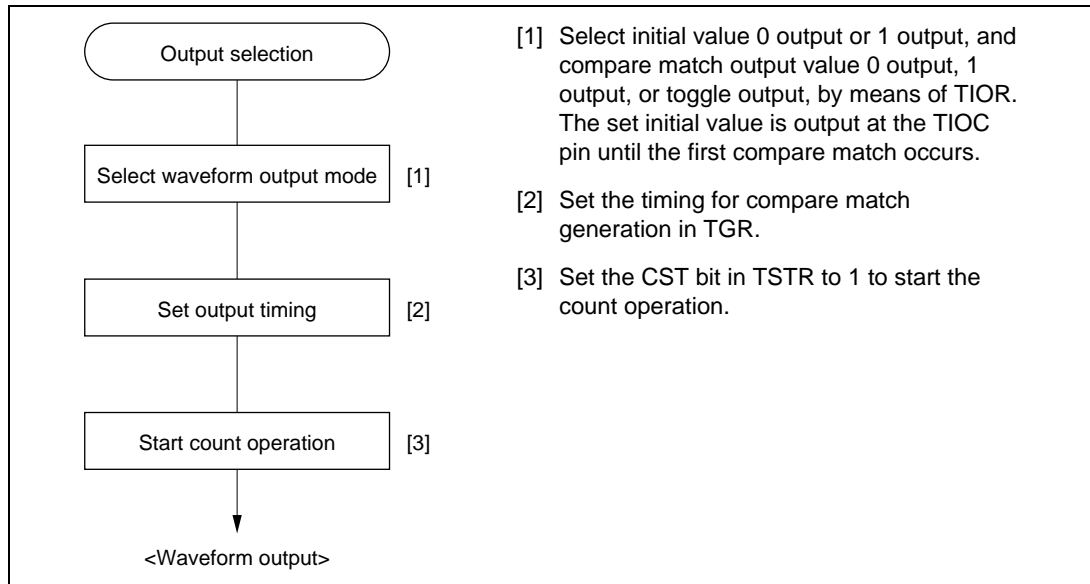 Output selection
Select waveform output mode [1]
Set output timing [2]
Start count operation [3]
<Waveform output>
[1] Select initial value 0 output or 1 output, and
compare match output value 0 output, 1
output, or toggle output, by means of TIOR.
The set initial value is output at the TIOC
pin until the first compare match occurs.
[2] Set the timing for compare match
generation in TGR.
[3] Set the CST bit in TSTR to 1 to start the
count operation.